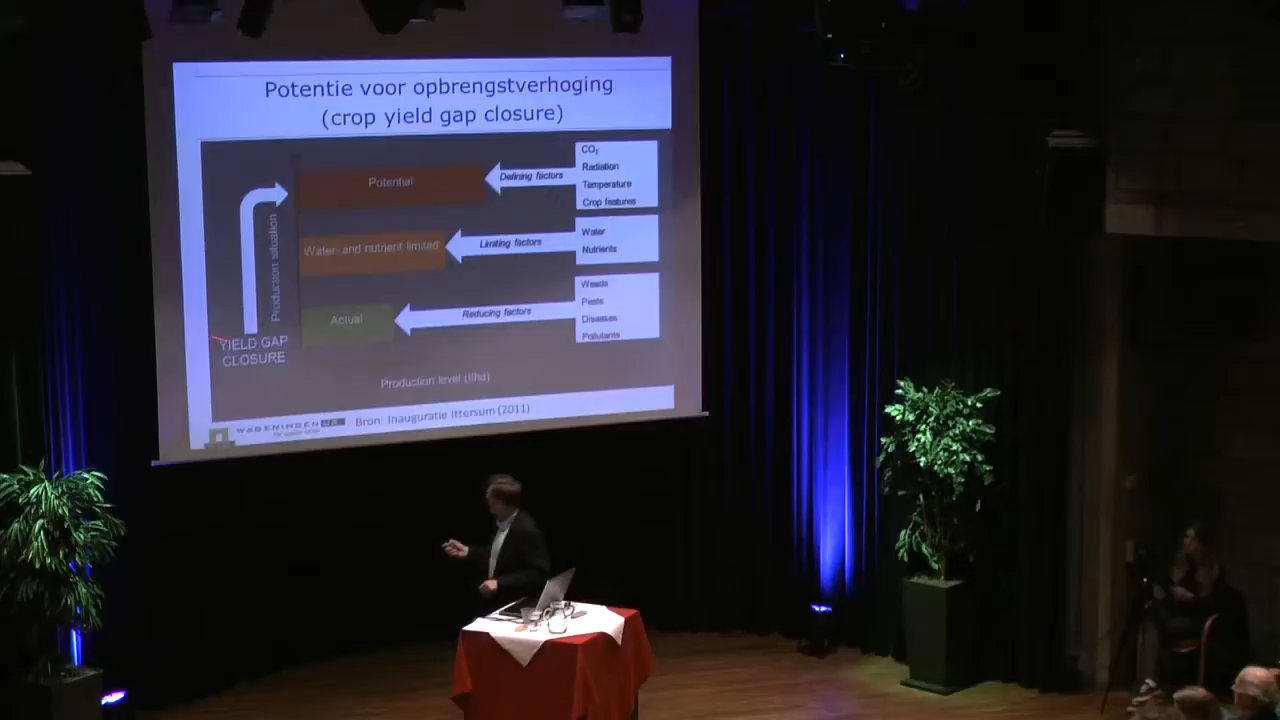 Potentie voor opbrengstverhoging
(crop yield gap closure)
CO₂
Radiation
Temperature
Crop features
Defining factors
Potential
Water
Nutrients
Limiting factors
Water- and nutrient limited
Weeds
Pests
Diseases
Pollutants
Reducing factors
Actual
Production situation
YIELD GAP
CLOSURE
Production level (t/ha)
WAGENINGEN UR
Bron: Inauguratie Ittersum (2011)